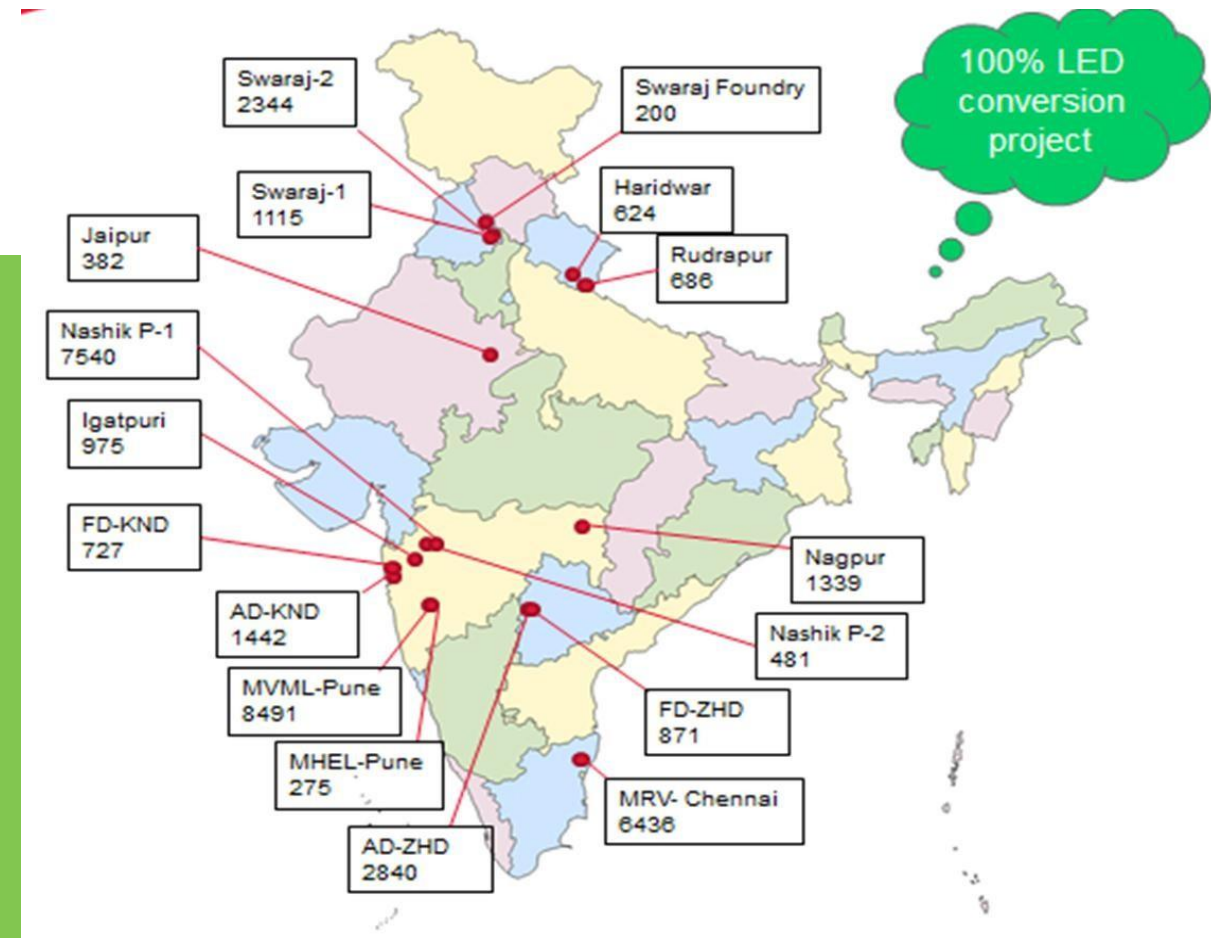 100% LED
conversion
project
Swaraj-2
2344
Swaraj Foundry
200
Swaraj-1
1115
Haridwar
624
Jaipur
382
Rudrapur
686
Nashik P-1
7540
Igatpuri
975
FD-KND
727
Nagpur
1339
AD-KND
1442
Nashik P-2
481
MVML-Pune
8491
FD-ZHD
871
MHEL-Pune
275
MRV- Chennai
6436
AD-ZHD
2840